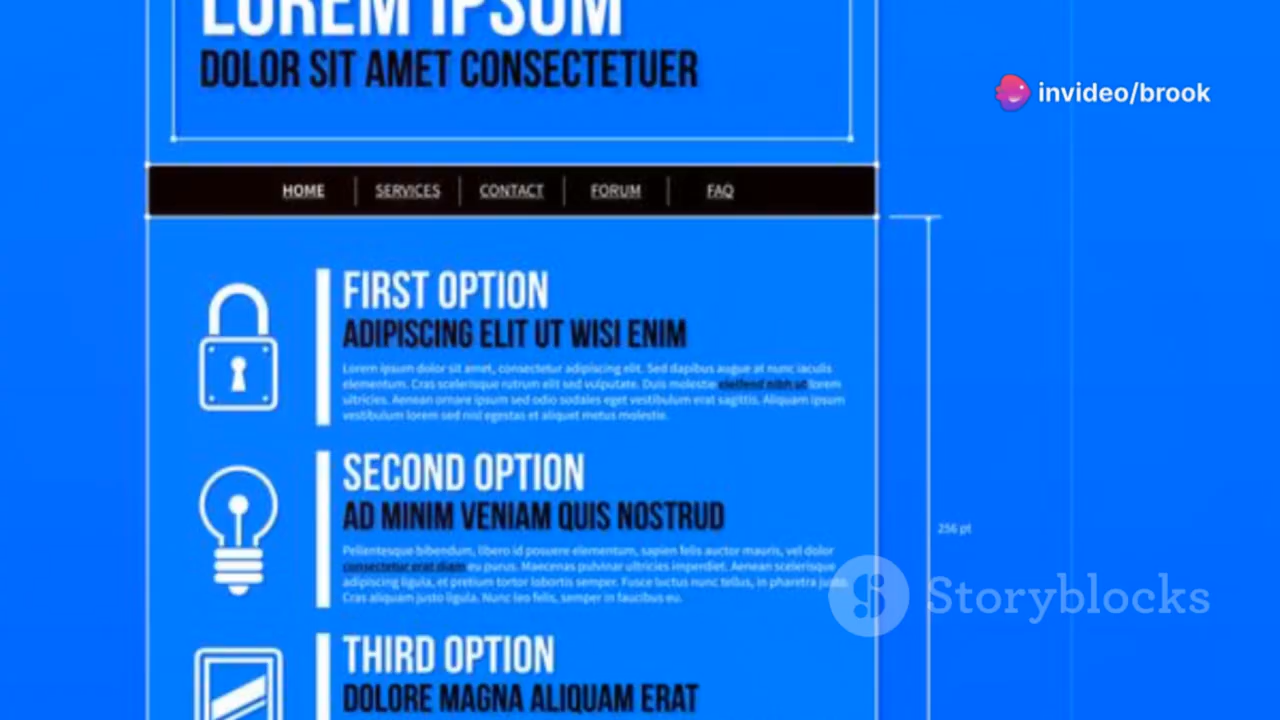 LOREM IPSUM
DOLOR SIT AMET CONSECTETUER
invideo/brook
HOME SERVICES CONTACT FORUM FAQ
FIRST OPTION
ADIPISCING ELIT UT WISI ENIM
Lorem ipsum dolor sit amet, consectetur adipiscing elit. Sed dapibus augue at nunc iaculis
elementum. Cras scelerisque rutrum elit sed vulputate. Duis molestie eleifend nibh ut lorem
ultricies. Aenean ornare ipsum sed odio sodales eget vestibulum erat sagittis. Aliquam ipsum
vestibulum lorem sed nisl egestas et aliquet metus molestie.
SECOND OPTION
AD MINIM VENIAM QUIS NOSTRUD
256 pt
Pellentesque bibendum, libero id posuere elementum, sapien felis auctor mauris, vel dolor
consectetur erat diam eu purus. Maecenas pulvinar ultricies imperdiet. Aenean scelerisque
adipiscing ligula, et pretium tortor lobortis semper. Fusce luctus nunc tellus, in pharetra justo.
Cras aliquam justo ligula. Nunc leo felis, semper in faucibus eu.
Storyblocks
THIRD OPTION
DOLORE MAGNA ALIQUAM ERAT